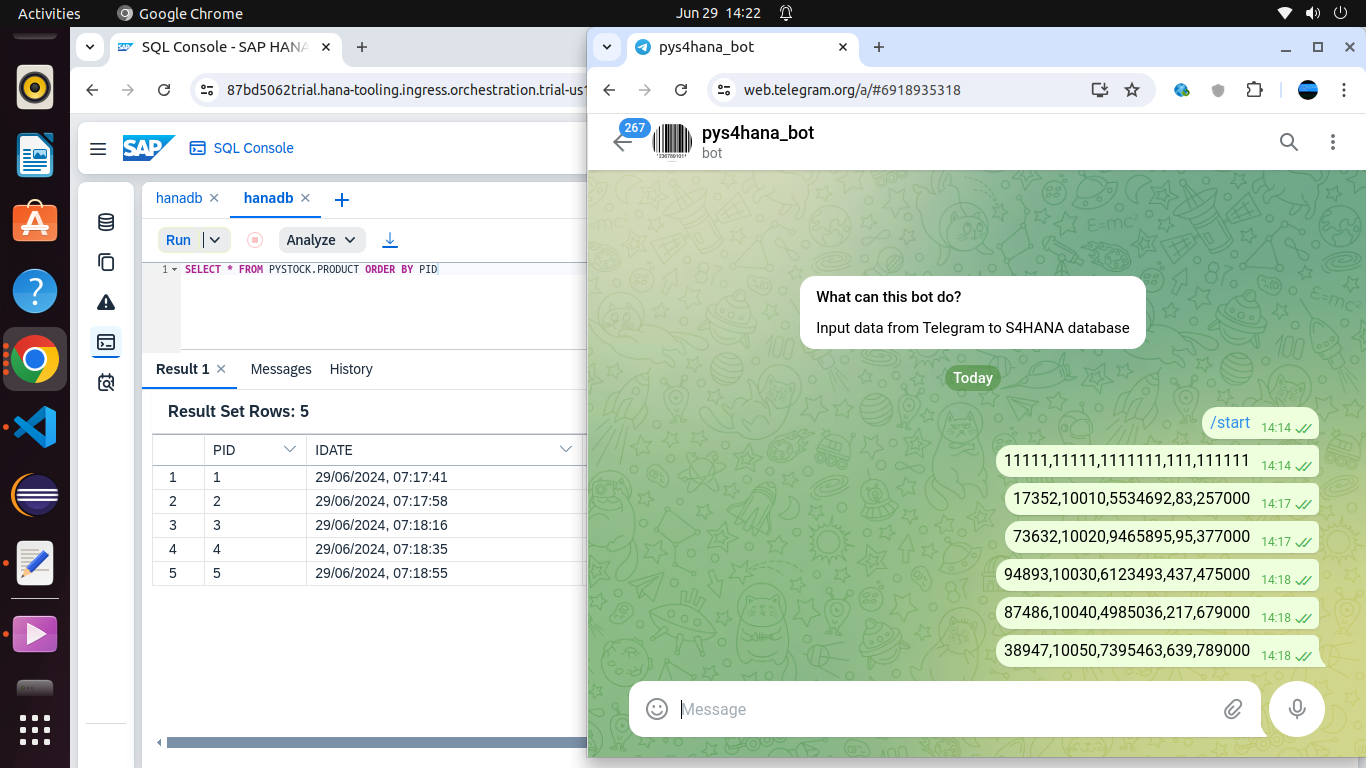 Activities
Google Chrome
Jun 29 14:22
SQL Console - SAP HANA
87bd5062trial.hana-tooling.ingress.orchestration.trial-us1
SAP
SQL Console
hanadb
hanadb
Run
Analyze
1
SELECT * FROM PYSTOCK.PRODUCT ORDER BY PID
Result 1
Messages
History
Result Set Rows: 5
PID IDATE
1 1 29/06/2024, 07:17:41
2 2 29/06/2024, 07:17:58
3 3 29/06/2024, 07:18:16
4 4 29/06/2024, 07:18:35
5 5 29/06/2024, 07:18:55
pys4hana_bot
web.telegram.org/a/#6918935318
267
pys4hana_bot
bot
What can this bot do?
Input data from Telegram to S4HANA database
Today
/start 14:14
11111,11111,1111111,111,111111 14:14
17352,10010,5534692,83,257000 14:17
73632,10020,9465895,95,377000 14:17
94893,10030,6123493,437,475000 14:18
87486,10040,4985036,217,679000 14:18
38947,10050,7395463,639,789000 14:18
Message